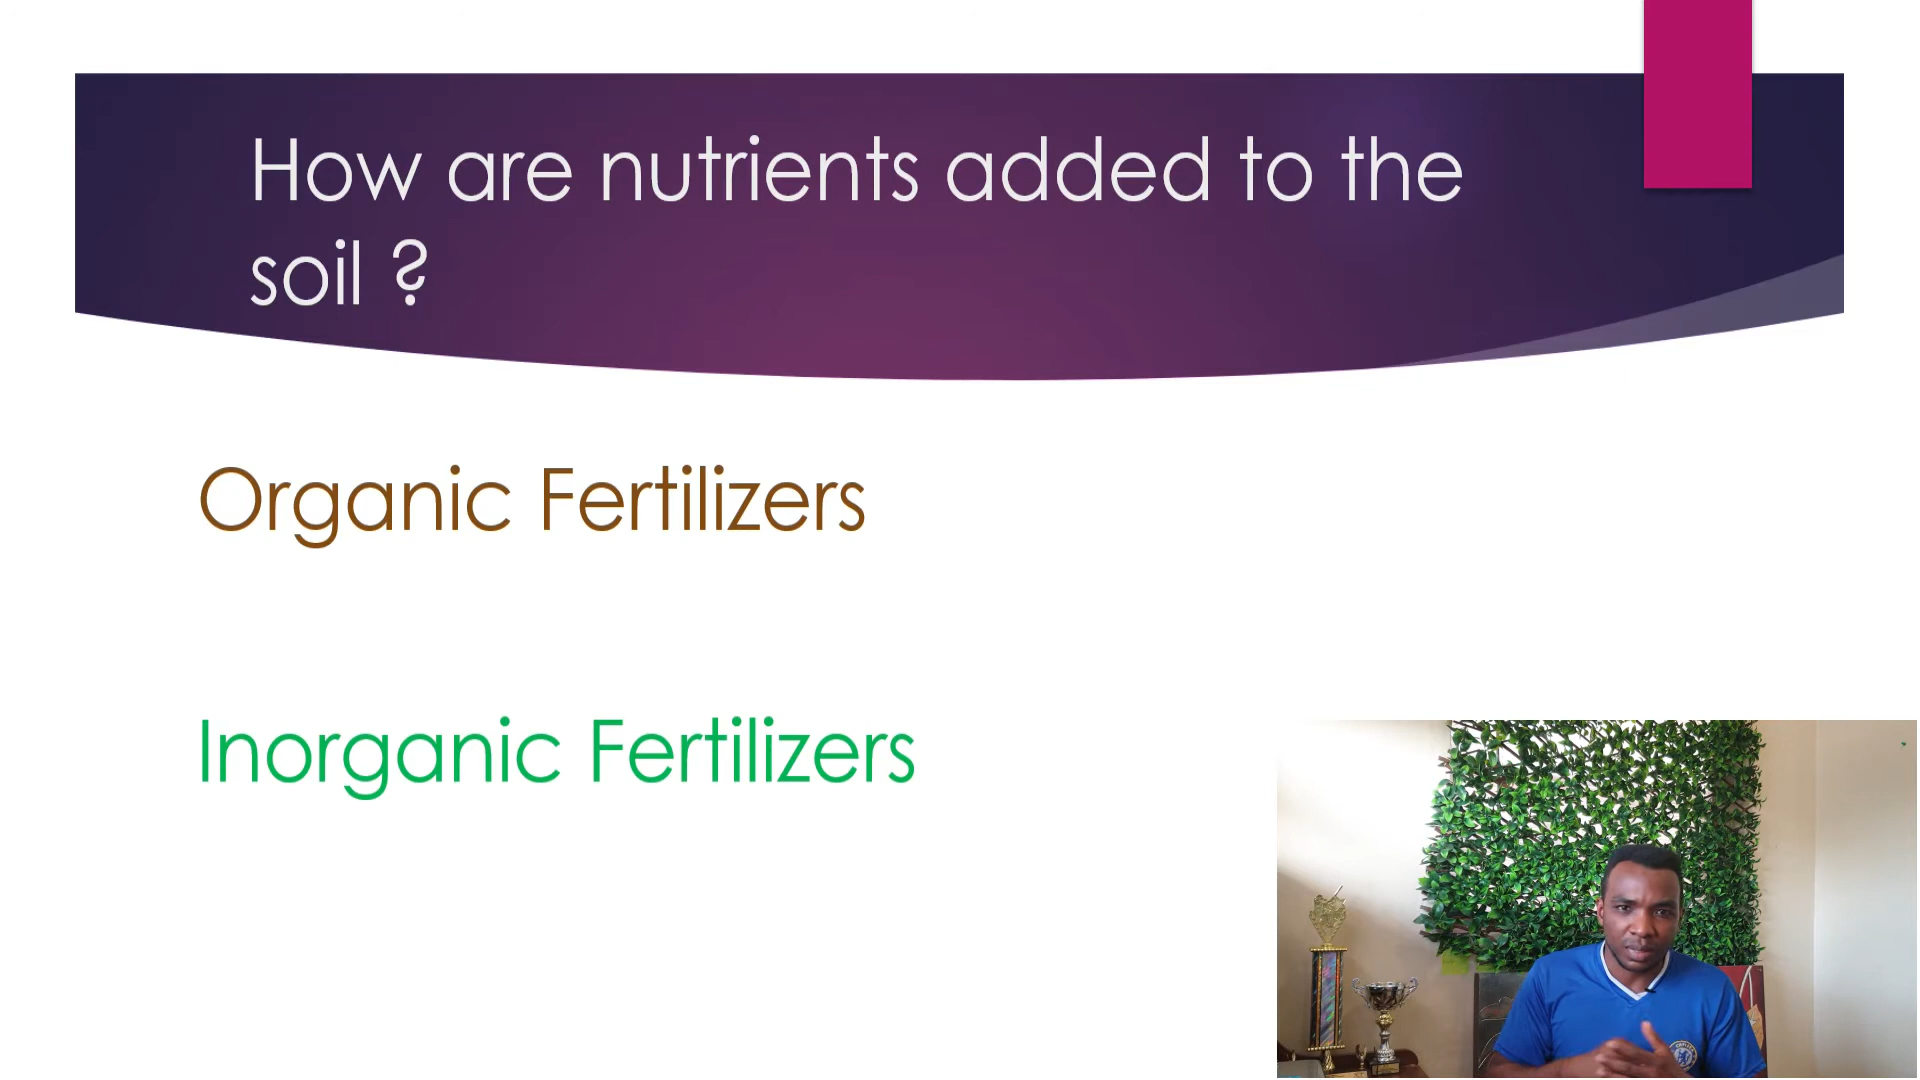 How are nutrients added to the
soil ?
Organic Fertilizers
Inorganic Fertilizers